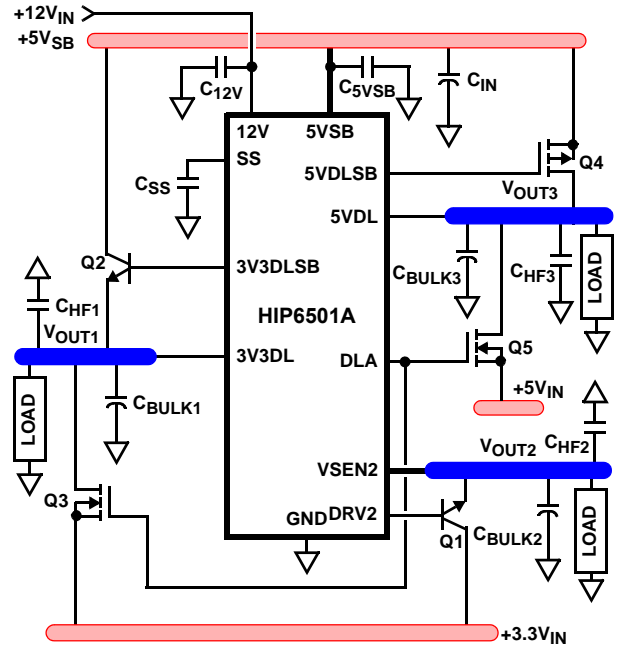 +12VIN
+5VSB
C12V
C5VSB
CIN
12V
5VSB
SS
CSS
5VDLSB
Q4
VOUT3
5VDL
Q2
3V3DLSB
CBULK3
CHF3
LOAD
CHF1
HIP6501A
VOUT1
3V3DL
DLA
Q5
LOAD
CBULK1
+5VIN
VOUT2
CHF2
VSEN2
Q3
GND
DRV2
Q1
CBULK2
LOAD
+3.3VIN